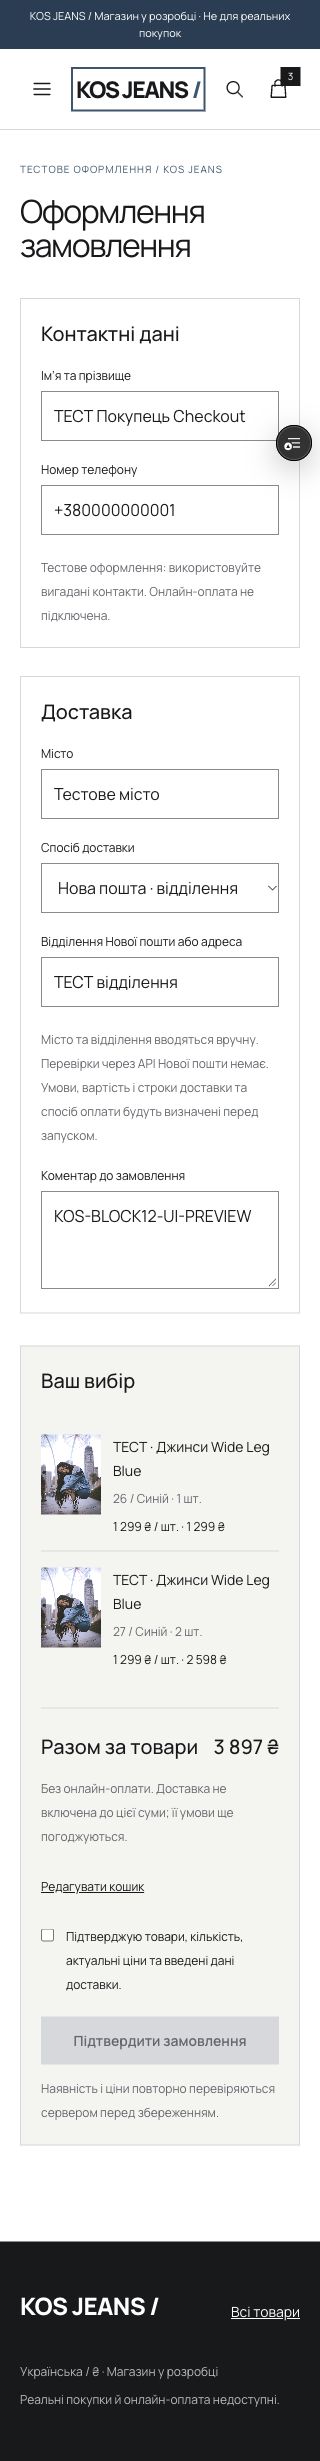 KOS JEANS / Магазин у розробці · Не для реальних
покупок
KOS JEANS /
3
ТЕСТОВЕ ОФОРМЛЕННЯ / KOS JEANS
Оформлення
замовлення
Контактні дані
Ім'я та прізвище
ТЕСТ Покупець Checkout
Номер телефону
+380000000001
Тестове оформлення: використовуйте
вигадані контакти. Онлайн-оплата не
підключена.
Доставка
Місто
Тестове місто
Спосіб доставки
Нова пошта · відділення
Відділення Нової пошти або адреса
ТЕСТ відділення
Місто та відділення вводяться вручну.
Перевірки через API Нової пошти немає.
Умови, вартість і строки доставки та
спосіб оплати будуть визначені перед
запуском.
Коментар до замовлення
KOS-BLOCK12-UI-PREVIEW
Ваш вибір
ТЕСТ · Джинси Wide Leg
Blue
26 / Синій · 1 шт.
1 299 ₴ / шт. · 1 299 ₴
ТЕСТ · Джинси Wide Leg
Blue
27 / Синій · 2 шт.
1 299 ₴ / шт. · 2 598 ₴
Разом за товари 3 897 ₴
Без онлайн-оплати. Доставка не
включена до цієї суми; її умови ще
погоджуються.
Редагувати кошик
Підтверджую товари, кількість,
актуальні ціни та введені дані
доставки.
Підтвердити замовлення
Наявність і ціни повторно перевіряються
сервером перед збереженням.
KOS JEANS /
Всі товари
Українська / ₴ · Магазин у розробці
Реальні покупки й онлайн-оплата недоступні.